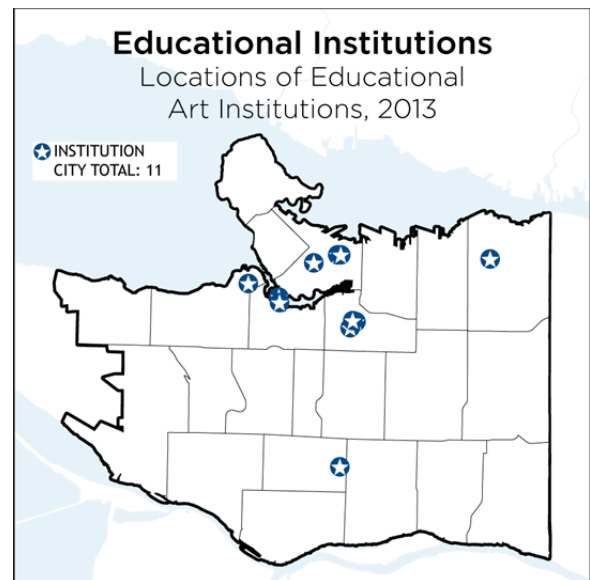 Educational Institutions
Locations of Educational
Art Institutions, 2013
INSTITUTION
CITY TOTAL: 11